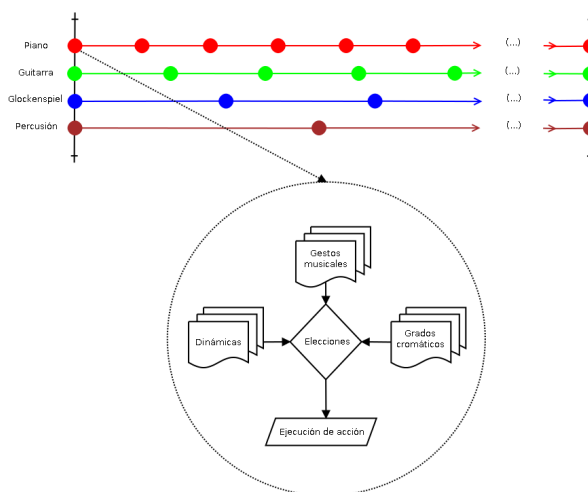 Piano
(...)
Guitarra
(...)
Glockenspiel
(...)
Percusión
(...)
Gestos
musicales
Dinámicas
Elecciones
Grados
cromáticos
Ejecución de acción